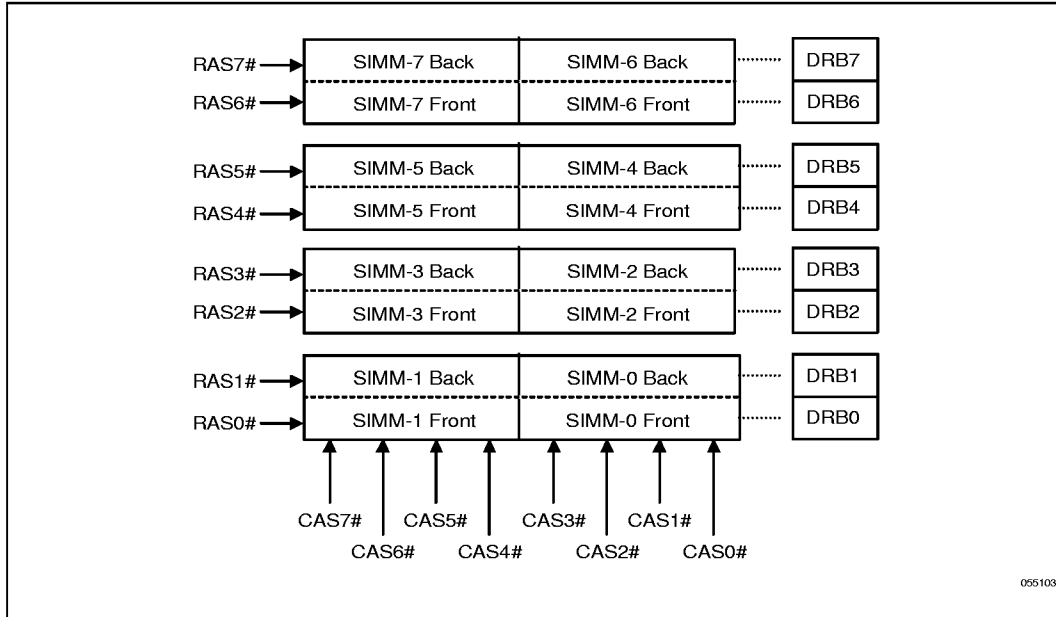 RAS7# SIMM-7 Back SIMM-6 Back DRB7
RAS6# SIMM-7 Front SIMM-6 Front DRB6
RAS5# SIMM-5 Back SIMM-4 Back DRB5
RAS4# SIMM-5 Front SIMM-4 Front DRB4
RAS3# SIMM-3 Back SIMM-2 Back DRB3
RAS2# SIMM-3 Front SIMM-2 Front DRB2
RAS1# SIMM-1 Back SIMM-0 Back DRB1
RAS0# SIMM-1 Front SIMM-0 Front DRB0
CAS7# CAS5# CAS3# CAS1#
CAS6# CAS4# CAS2# CAS0#
055103